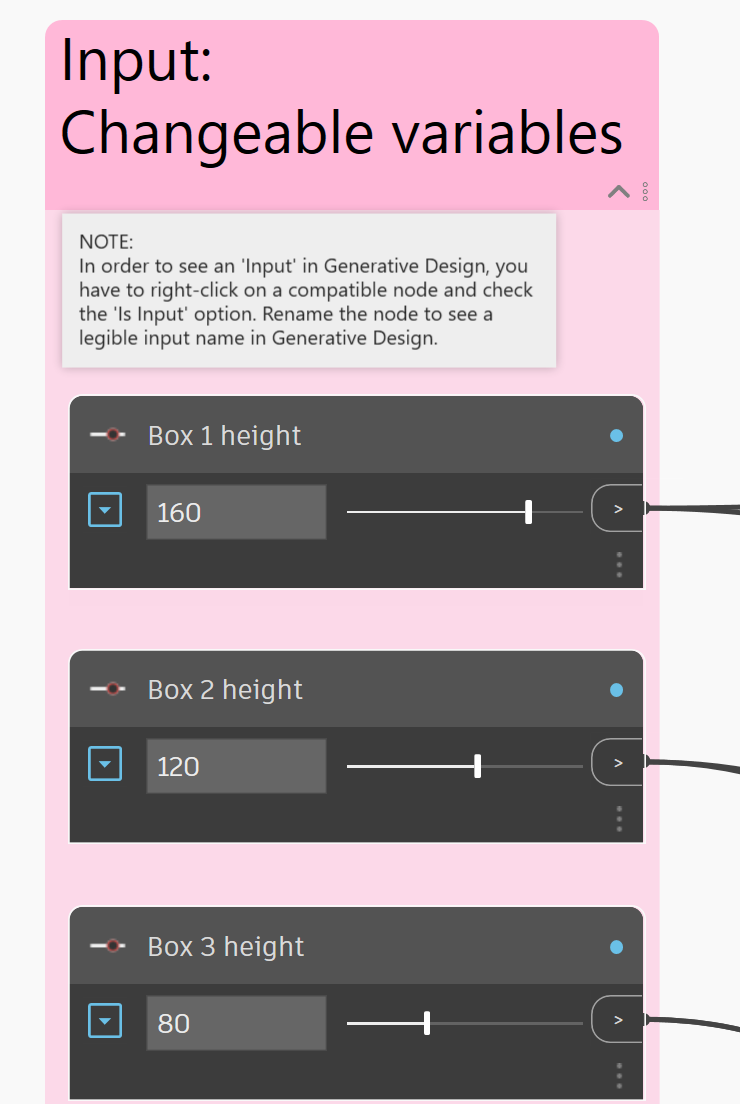 Input:
Changeable variables
NOTE:
In order to see an 'Input' in Generative Design, you
have to right-click on a compatible node and check
the 'Is Input' option. Rename the node to see a
legible input name in Generative Design.
Box 1 height
160
>
Box 2 height
120
>
Box 3 height
80
>